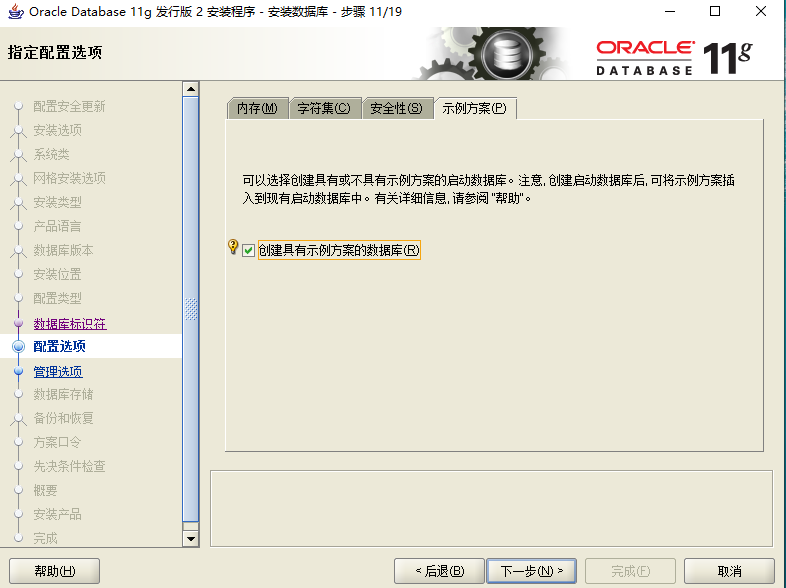 Oracle Database 11g 发行版 2 安装程序 - 安装数据库 - 步骤 11/19
指定配置选项
ORACLE
DATABASE
11g
配置安全更新
安装选项
系统类
网格安装选项
安装类型
产品语言
数据库版本
安装位置
配置类型
数据库标识符
配置选项
管理选项
数据库存储
备份和恢复
方案口令
先决条件检查
概要
安装产品
完成
内存(M) 字符集(C) 安全性(S) 示例方案(P)
可以选择创建具有或不具有示例方案的启动数据库。注意, 创建启动数据库后, 可将示例方案插
入到现有启动数据库中。有关详细信息, 请参阅 "帮助"。
创建具有示例方案的数据库(R)
帮助(H) < 后退(B) 下一步(N) > 完成(F) 取消